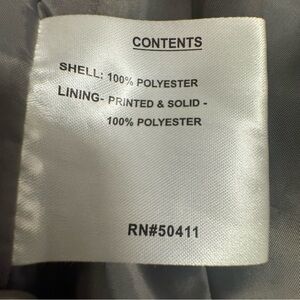 CONTENTS
SHELL: 100% POLYESTER
LINING- PRINTED & SOLID -
100% POLYESTER
RN#50411